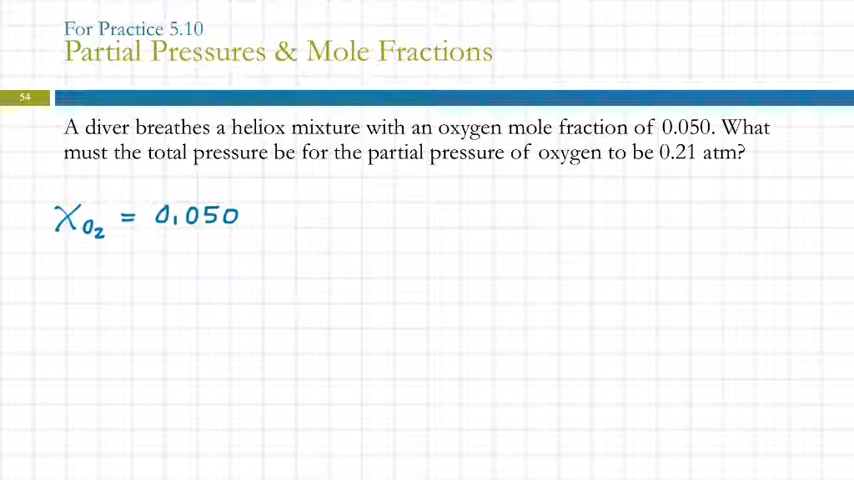 For Practice 5.10
Partial Pressures & Mole Fractions
54
A diver breathes a heliox mixture with an oxygen mole fraction of 0.050. What
must the total pressure be for the partial pressure of oxygen to be 0.21 atm?
χO₂ = 0.050